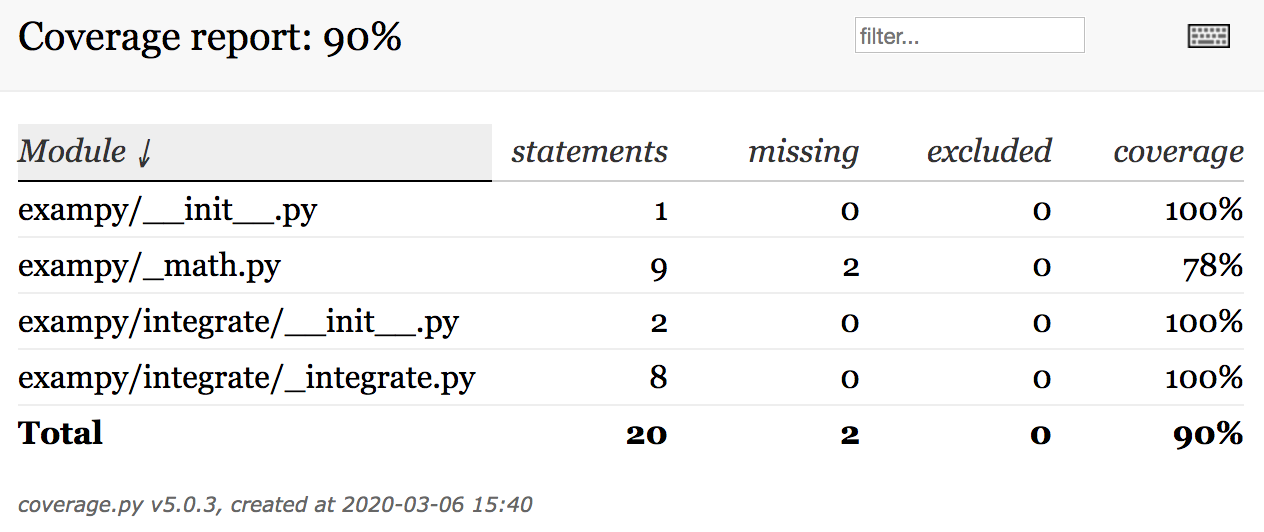 Coverage report: 90%
filter...
Module ↓ statements missing excluded coverage
exampy/__init__.py 1 0 0 100%
exampy/_math.py 9 2 0 78%
exampy/integrate/__init__.py 2 0 0 100%
exampy/integrate/_integrate.py 8 0 0 100%
Total 20 2 0 90%
coverage.py v5.0.3, created at 2020-03-06 15:40